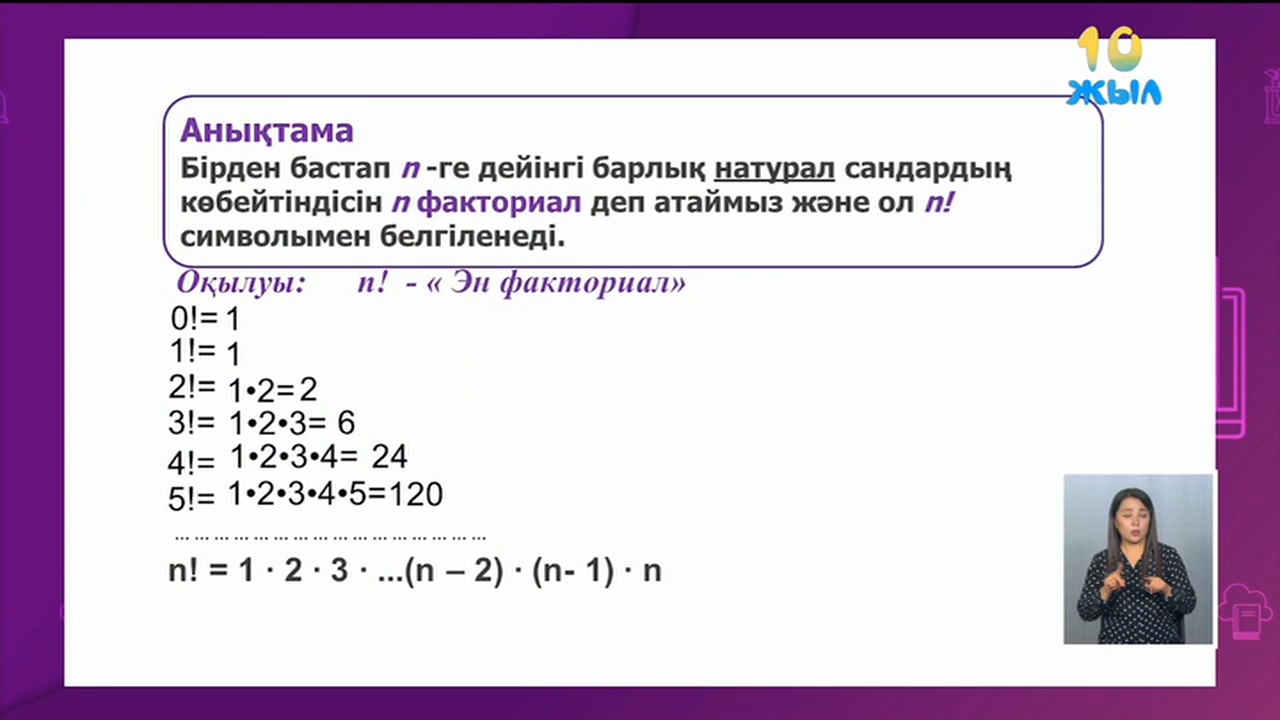 10
ЖЫЛ
Анықтама
Бірден бастап n -ге дейінгі барлық натурал сандардың
көбейтіндісін n факториал деп атаймыз және ол n!
символымен белгіленеді.
Оқылуы: n! - « Эн факториал»
0!= 1
1!= 1
2!= 1•2= 2
3!= 1•2•3= 6
4!= 1•2•3•4= 24
5!= 1•2•3•4•5=120
... ... ... ... ... ... ... ... ... ... ... ... ... ... ... ...
n! = 1 · 2 · 3 · ...(n – 2) · (n- 1) · n